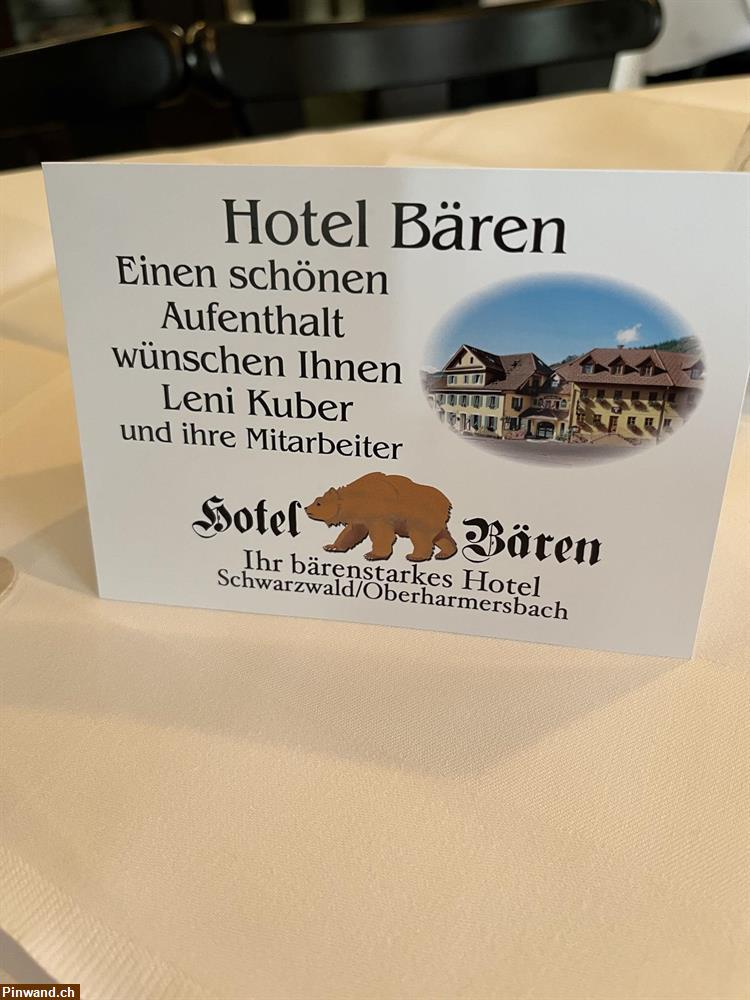 Hotel Bären
Einen schönen
Aufenthalt
wünschen Ihnen
Leni Kuber
und ihre Mitarbeiter
Hotel Bären
Ihr bärenstarkes Hotel
Schwarzwald/Oberharmersbach
Pinwand.ch